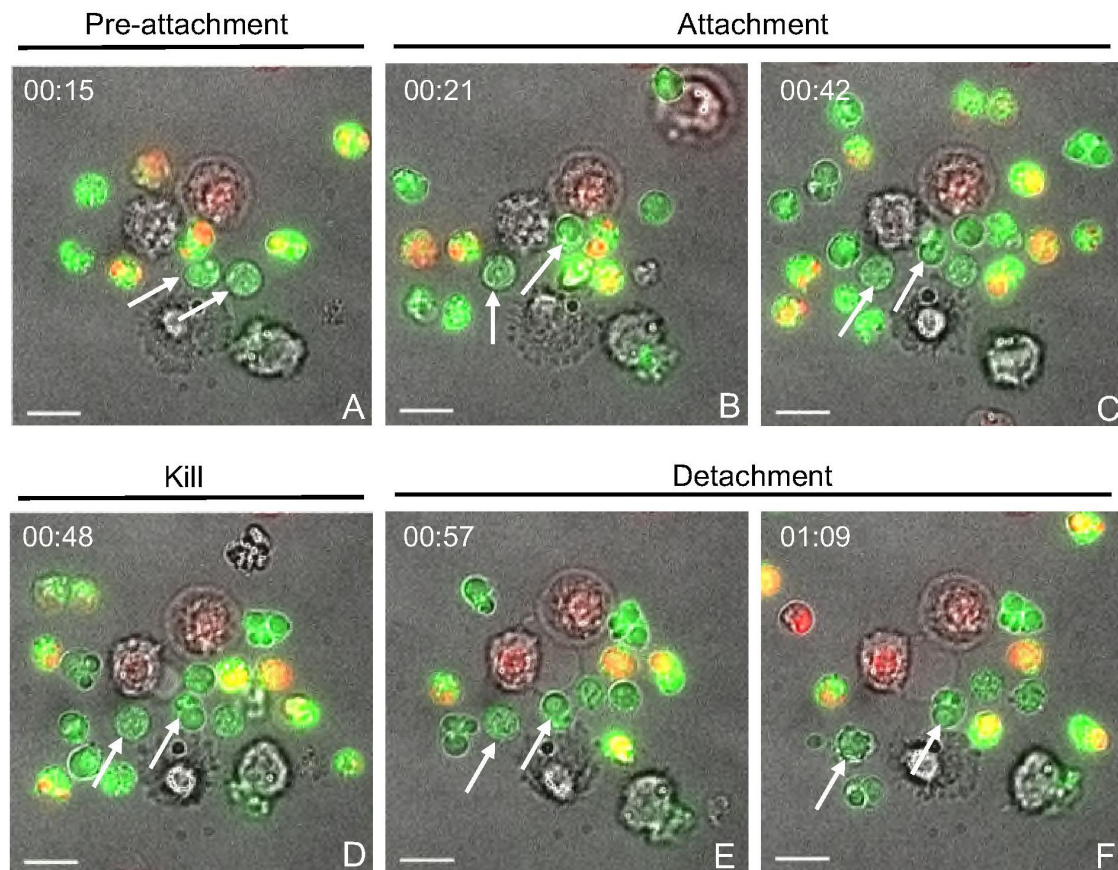 Pre-attachment
Attachment
00:15
00:21
00:42
A
B
C
Kill
Detachment
00:48
00:57
01:09
D
E
F